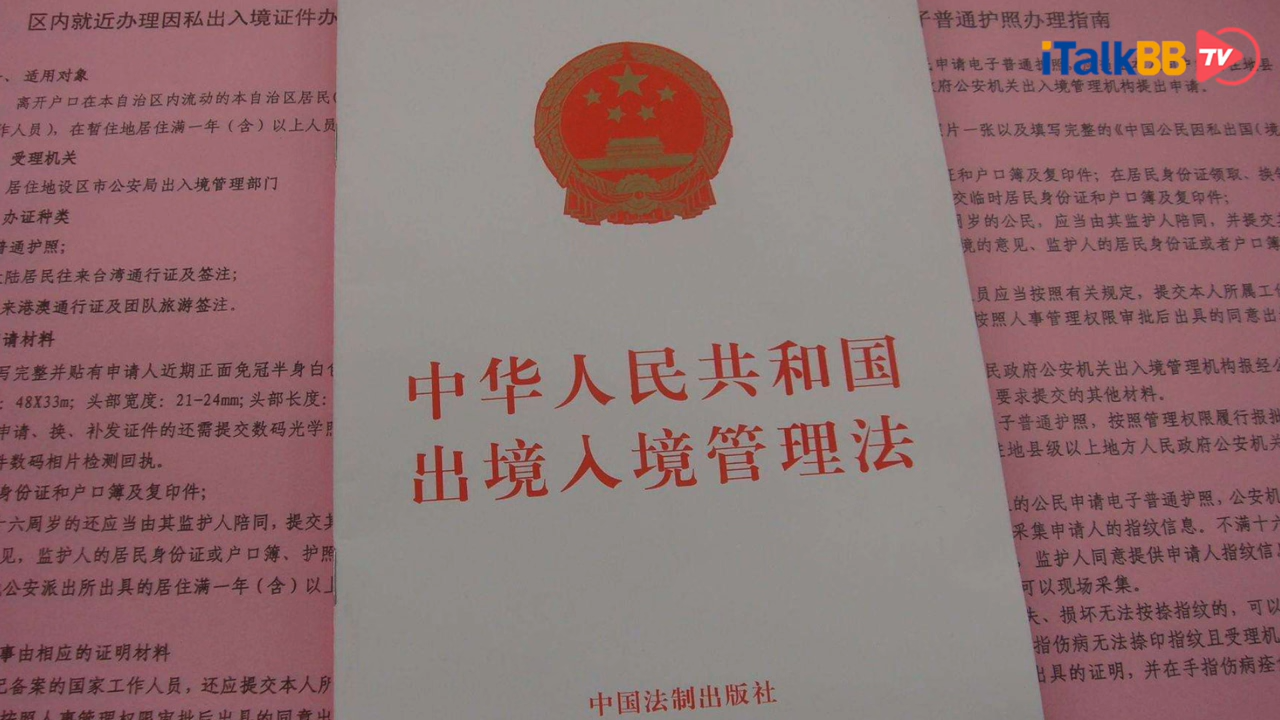 区内就近办理因私出入境证件办
、适用对象
离开户口在本自治区内流动的本自治区居民(
作人员), 在暂住地居住满一年(含)以上人员
受理机关
居住地设区市公安局出入境管理部门
办证种类
普通护照;
陆居民往来台湾通行证及签注;
来港澳通行证及团队旅游签注.
请材料
写完整并贴有申请人近期正面免冠半身白
: 48X33m; 头部宽度: 21-24mm; 头部长度:
申请、换、补发证件的还需提交数码光学照
件数码相片检测回执。
身份证和户口簿及复印件;
十六周岁的还应当由其监护人陪同, 提交其
见, 监护人的居民身份证或户口簿、护照
公安派出所出具的居住满一年(含)以上
事由相应的证明材料
已备案的国家工作人员, 还应提交本人所
按照人事管理权限审批后出具的同意出
中华人民共和国
出境入境管理法
中国法制出版社
iTalkBB TV
子普通护照办理指南
申请电子普通护照
府公安机关出入境管理机构提出申请。
片一张以及填写完整的《中国公民因私出国(境
和户口簿及复印件; 在居民身份证领取、换
交临时居民身份证和户口簿及复印件;
周岁的公民, 应当由其监护人陪同, 并提交
境的意见、监护人的居民身份证或者户口簿
员应当按照有关规定, 提交本人所属工作
按照人事管理权限审批后出具的同意出
民政府公安机关出入境管理机构报经
要求提交的其他材料。
子普通护照, 按照管理权限履行报批
住地县级以上地方人民政府公安机关
的公民申请电子普通护照, 公安机
采集申请人的指纹信息。不满十六
, 监护人同意提供申请人指纹信息
可以现场采集。
失、损坏无法按捺指纹的, 可以
指伤病无法捺印指纹且受理机
出具的证明, 并在手指伤病痊